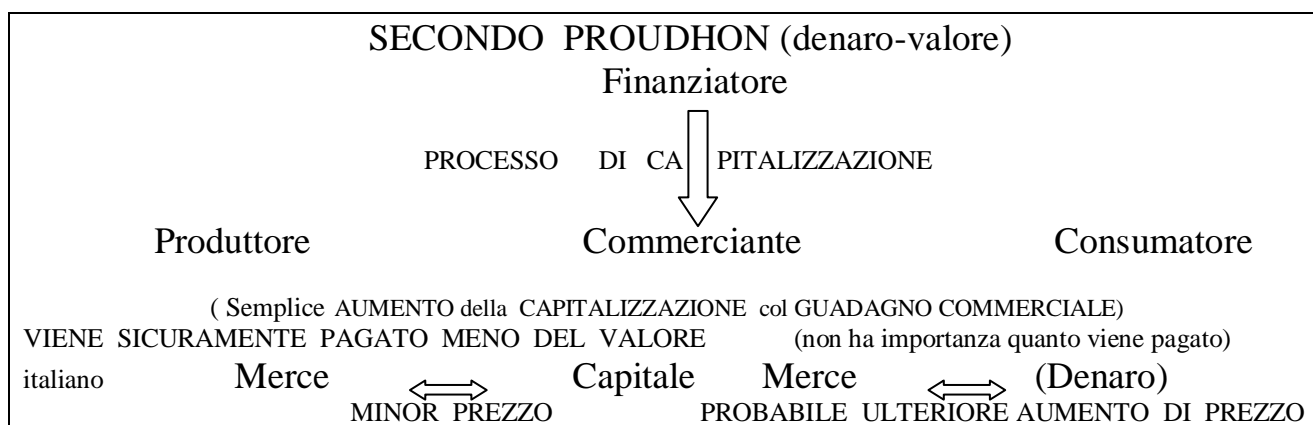 SECONDO PROUDHON (denaro-valore)
Finanziatore
PROCESSO DI CA PITALIZZAZIONE
Produttore Commerciante Consumatore
( Semplice AUMENTO della CAPITALIZZAZIONE col GUADAGNO COMMERCIALE)
VIENE SICURAMENTE PAGATO MENO DEL VALORE (non ha importanza quanto viene pagato)
italiano Merce Capitale Merce (Denaro)
MINOR PREZZO PROBABILE ULTERIORE AUMENTO DI PREZZO